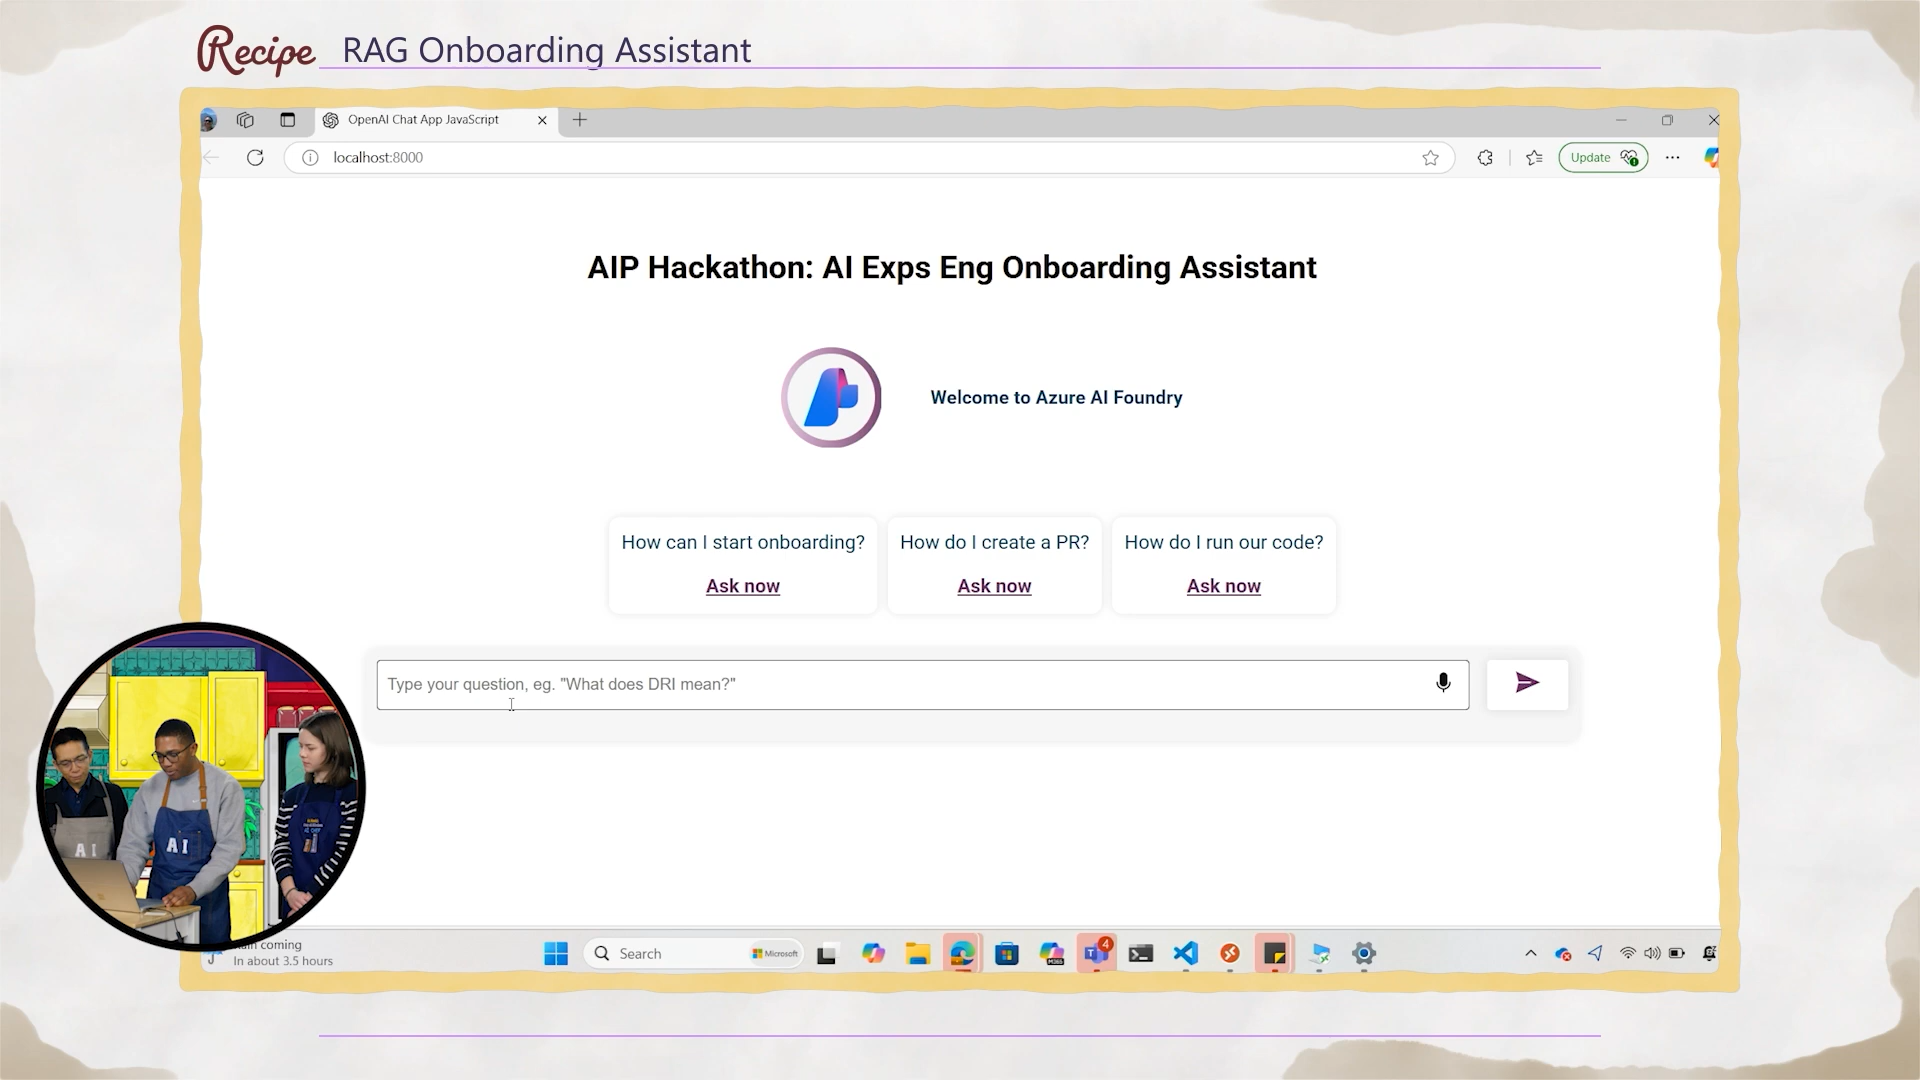 Recipe RAG Onboarding Assistant
OpenAI Chat App JavaScript
localhost:8000
Update
AIP Hackathon: AI Exps Eng Onboarding Assistant
Welcome to Azure AI Foundry
How can I start onboarding?
Ask now
How do I create a PR?
Ask now
How do I run our code?
Ask now
Type your question, eg. "What does DRI mean?"
AI
AI
coming
In about 3.5 hours
Search
Microsoft
M365
4